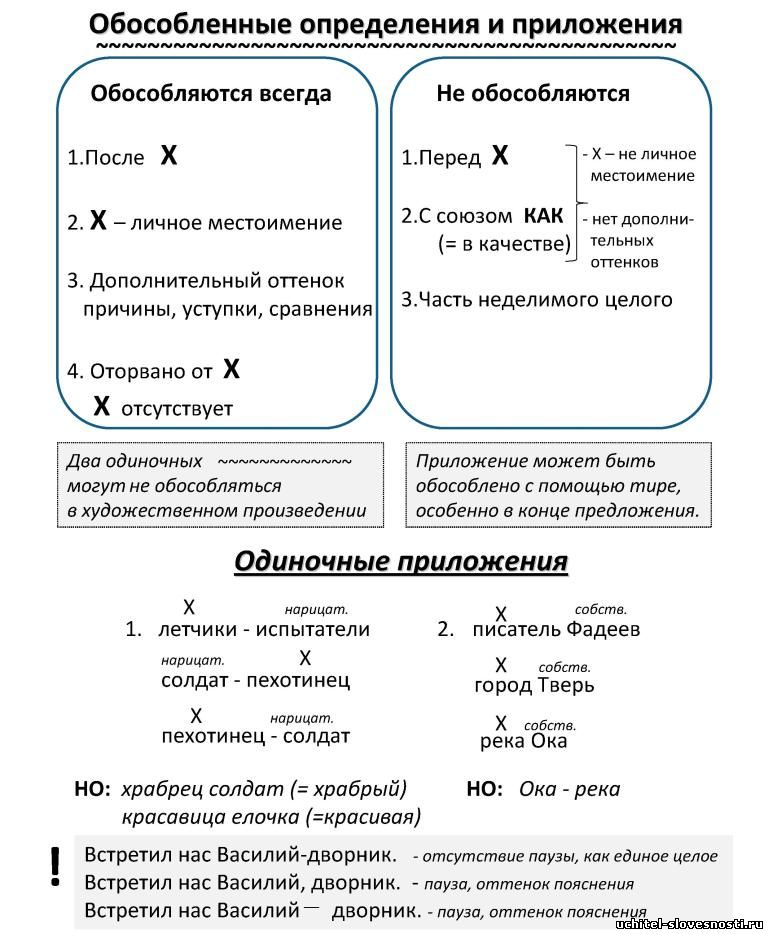 Обособленные определения и приложения
~~~~~~~~~~~~~~~~~~~~~~~~~~~~~~~~~~~~~~~~~~~~
Обособляются всегда
1.После X
2. X – личное местоимение
3. Дополнительный оттенок
причины, уступки, сравнения
4. Оторвано от X
X отсутствует
Не обособляются
1.Перед X
2.С союзом КАК
(= в качестве)
- X – не личное
местоимение
- нет дополни-
тельных
оттенков
3.Часть неделимого целого
Два одиночных ~~~~~~~~~~~~~
могут не обособляться
в художественном произведении
Приложение может быть
обособлено с помощью тире,
особенно в конце предложения.
Одиночные приложения
X нарицат.
1. летчики - испытатели
нарицат. X
солдат - пехотинец
X нарицат.
пехотинец - солдат
X собств.
2. писатель Фадеев
X собств.
город Тверь
X собств.
река Ока
НО: храбрец солдат (= храбрый)
красавица елочка (=красивая)
НО: Ока - река
! Встретил нас Василий-дворник. - отсутствие паузы, как единое целое
Встретил нас Василий, дворник. - пауза, оттенок пояснения
Встретил нас Василий — дворник. - пауза, оттенок пояснения
uchitel-slovesnosti.ru